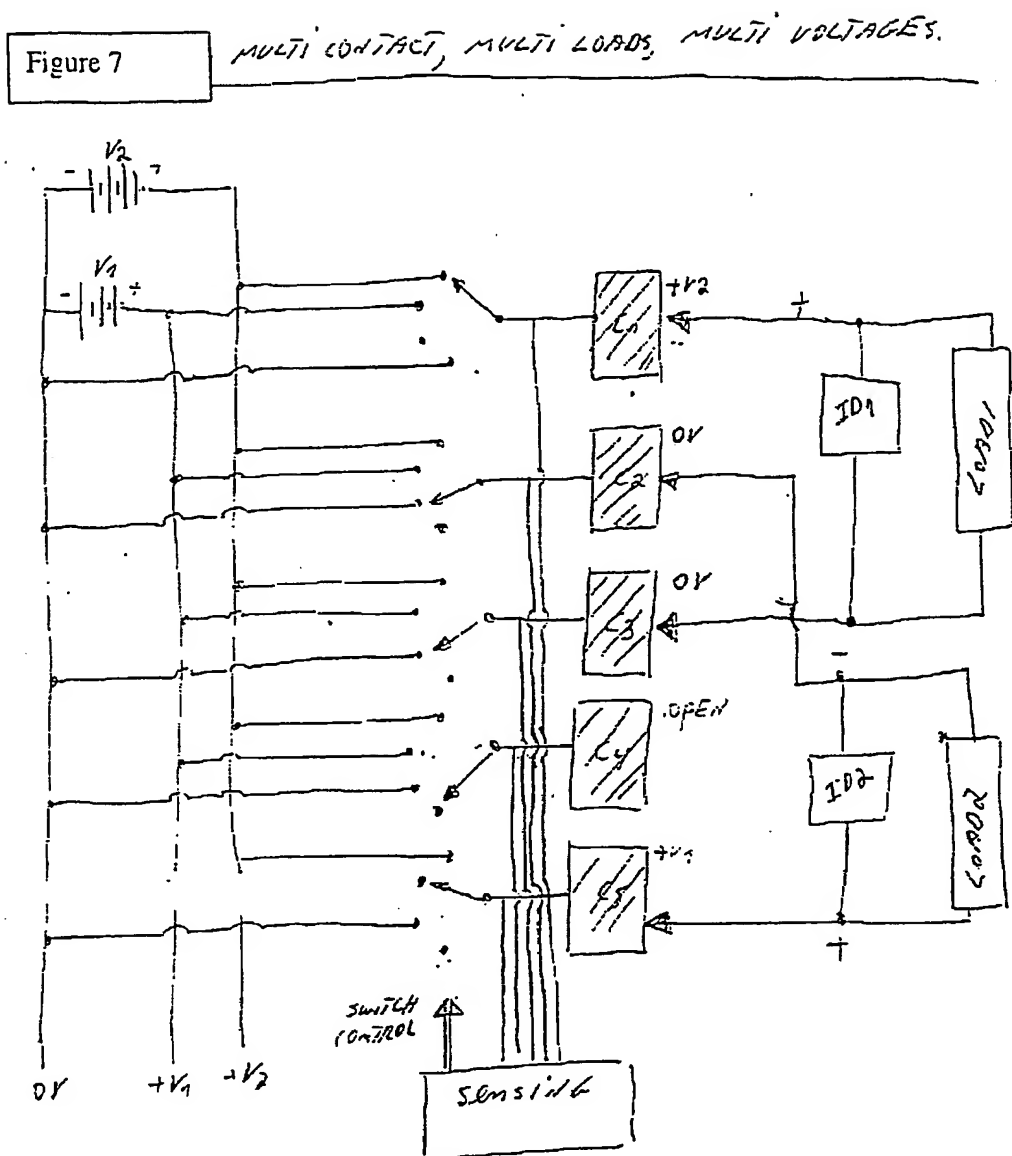 Figure 7
MULTI CONTACT, MULTI LOADS, MULTI VOLTAGES.
- V2 +
- V1 +
+V2
C1
+
ID1
LOAD1
0V
C2
0V
C3
-
OPEN
C4
ID2
LOAD2
+V1
C5
+
SWITCH
CONTROL
0V +V1 +V2
SENSING